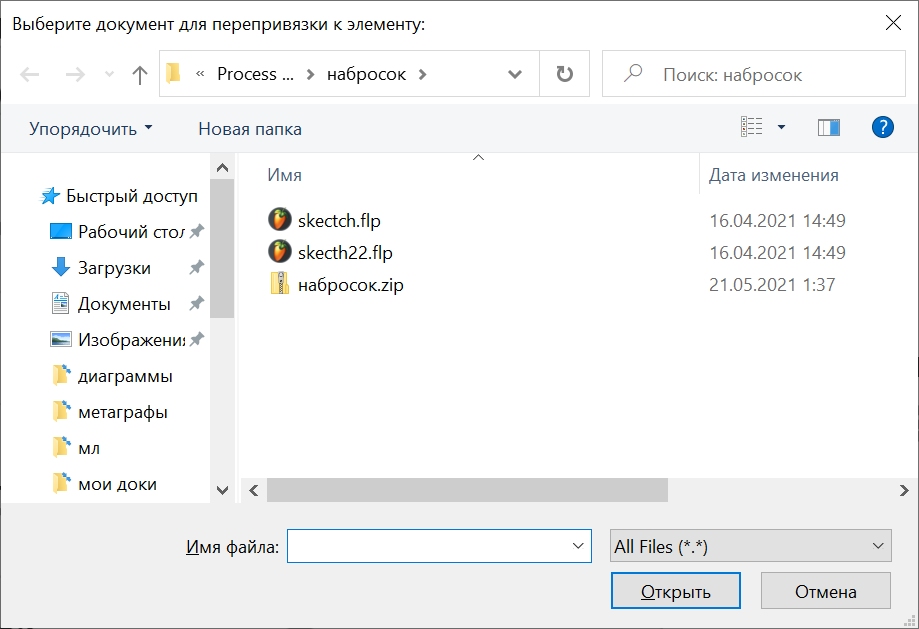 Выберите документ для перепривязки к элементу:
« Process ... > набросок >
Поиск: набросок
Упорядочить
Новая папка
Имя
Дата изменения
Быстрый доступ
Рабочий стол
Загрузки
Документы
Изображения
диаграммы
метаграфы
мл
мои доки
skectch.flp 16.04.2021 14:49
skecth22.flp 16.04.2021 14:49
набросок.zip 21.05.2021 1:37
Имя файла:
All Files (*.*)
Открыть
Отмена